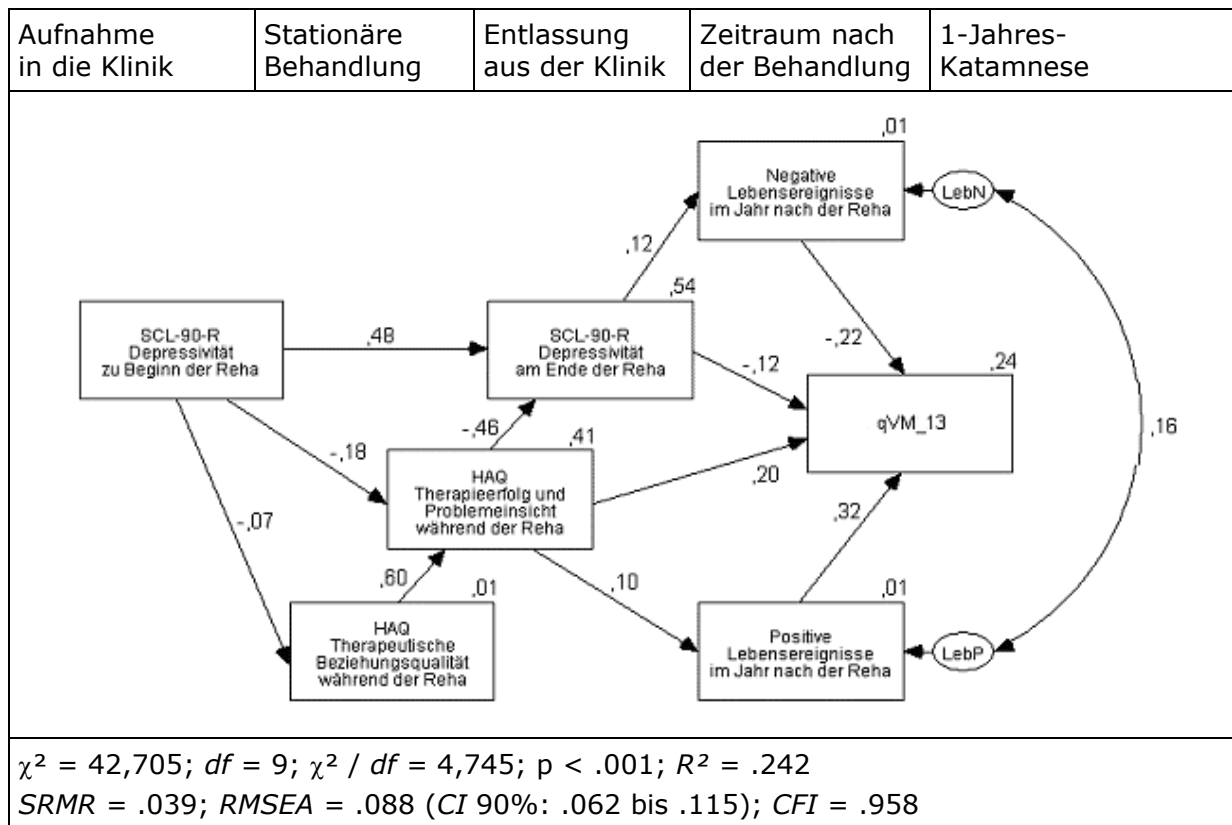 Aufnahme
in die Klinik
Stationäre
Behandlung
Entlassung
aus der Klinik
Zeitraum nach
der Behandlung
1-Jahres-
Katamnese
,01
Negative
Lebensereignisse
im Jahr nach der Reha
LebN
,12
,54
SCL-90-R
Depressivität
zu Beginn der Reha
,48
SCL-90-R
Depressivität
am Ende der Reha
-,22
-,12
,24
qVM_13
,16
-,18
-,46
,41
HAQ
Therapieerfolg und
Problemeinsicht
während der Reha
,20
,32
-,07
,60
,01
HAQ
Therapeutische
Beziehungsqualität
während der Reha
,10
,01
Positive
Lebensereignisse
im Jahr nach der Reha
LebP
χ² = 42,705; df = 9; χ² / df = 4,745; p < .001; R² = .242
SRMR = .039; RMSEA = .088 (CI 90%: .062 bis .115); CFI = .958